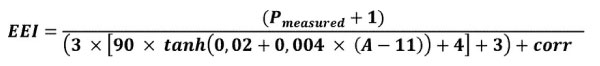 EEI = (P_measured + 1) / ((3 × [90 × tanh(0,02 + 0,004 × (A − 11)) + 4] + 3) + corr